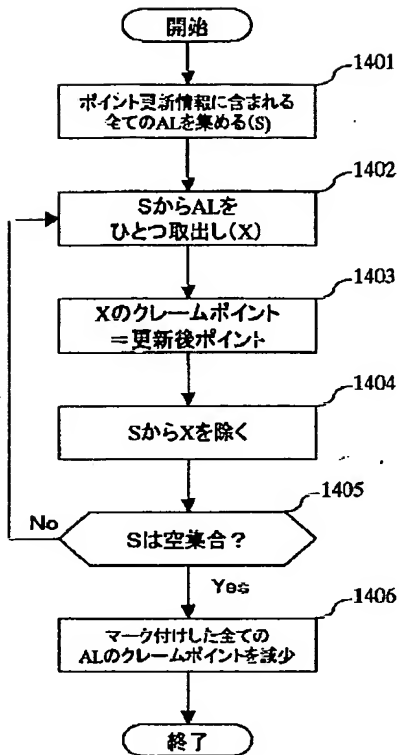 開始
1401
ポイント更新情報に含まれる
全てのALを集める(S)
1402
SからALを
ひとつ取出し(X)
1403
Xのクレームポイント
＝更新後ポイント
1404
SからXを除く
1405
No
Sは空集合？
Yes
1406
マーク付けした全ての
ALのクレームポイントを減少
終了